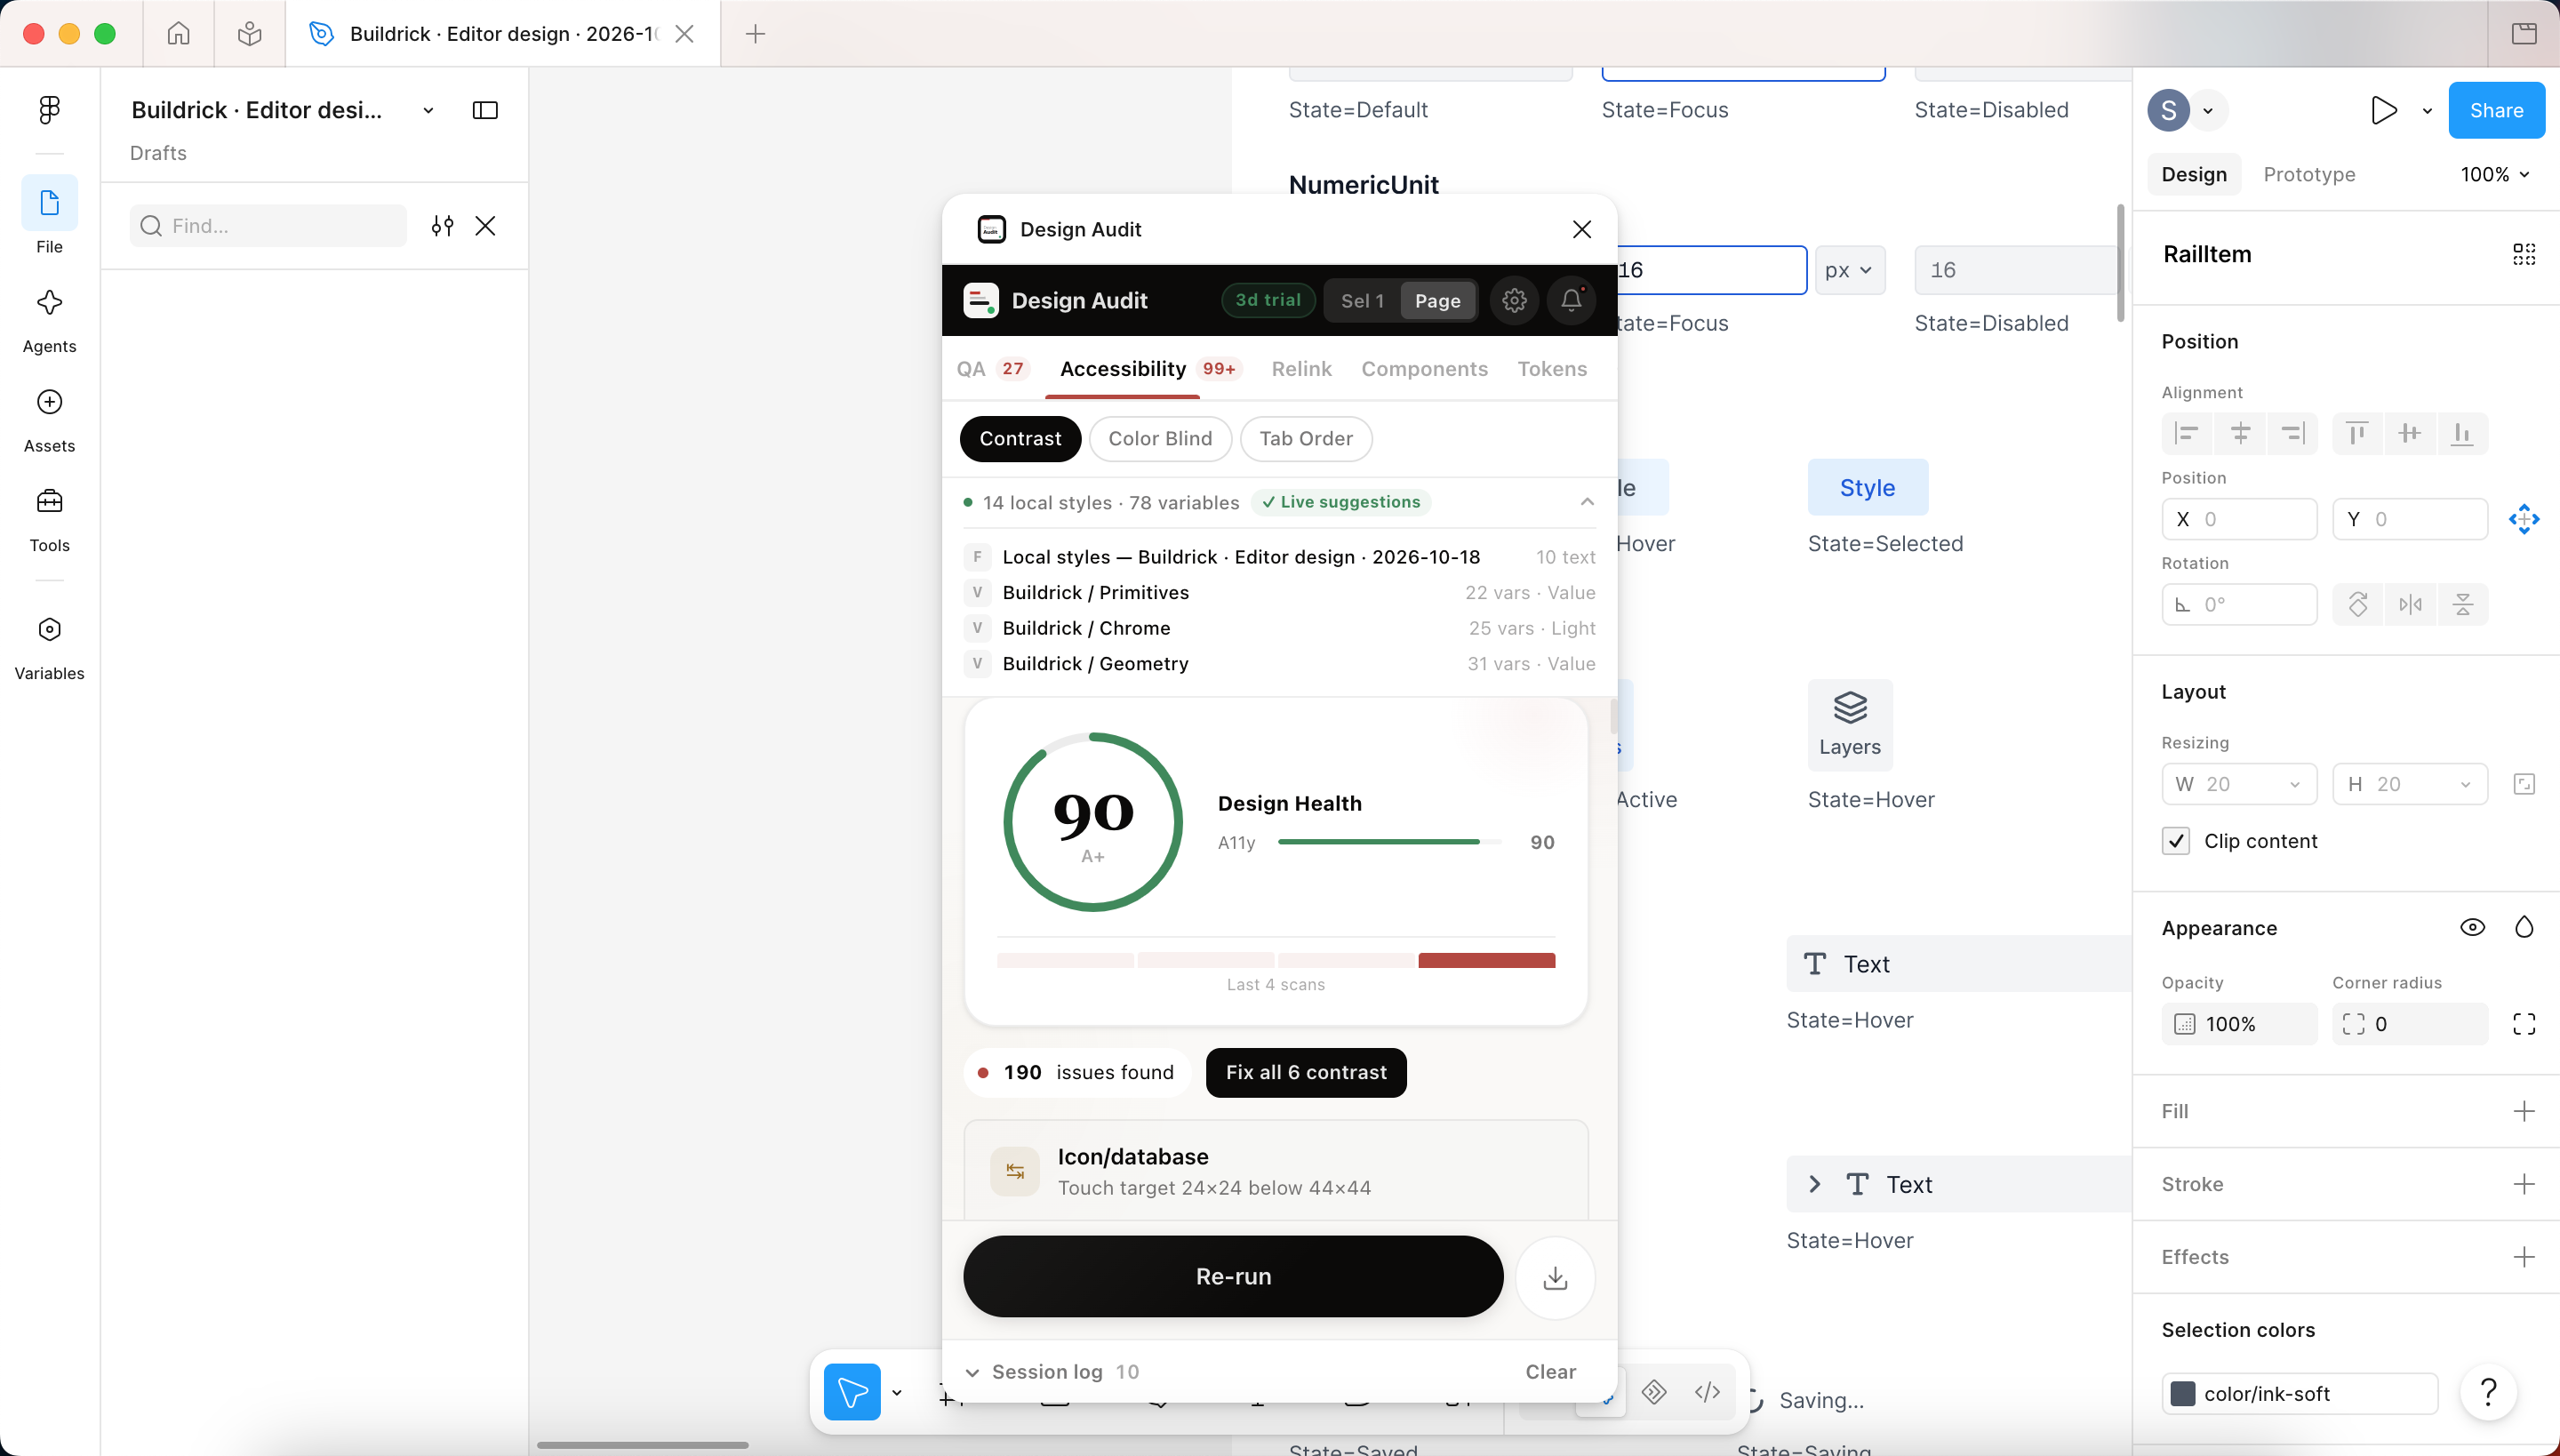 Buildrick · Editor design · 2026-10
File
Agents
Assets
Tools
Variables
Buildrick · Editor desi...
Drafts
Find...
State=Default
State=Focus
State=Disabled
NumericUnit
16
px
16
State=Focus
State=Disabled
Style
Hover
State=Selected
Layers
Active
State=Hover
Text
State=Hover
Text
State=Hover
Saving...
State=Saved
State=Saving
Design Audit
Design Audit
3d trial
Sel 1
Page
QA 27
Accessibility 99+
Relink
Components
Tokens
Contrast
Color Blind
Tab Order
14 local styles · 78 variables
✓ Live suggestions
F Local styles — Buildrick · Editor design · 2026-10-18 10 text
V Buildrick / Primitives 22 vars · Value
V Buildrick / Chrome 25 vars · Light
V Buildrick / Geometry 31 vars · Value
90
A+
Design Health
A11y 90
Last 4 scans
190 issues found
Fix all 6 contrast
Icon/database
Touch target 24×24 below 44×44
Re-run
Session log 10
Clear
S
Share
Design
Prototype
100%
RailItem
Position
Alignment
Position
X 0
Y 0
Rotation
0°
Layout
Resizing
W 20
H 20
Clip content
Appearance
Opacity
Corner radius
100%
0
Fill
Stroke
Effects
Selection colors
color/ink-soft
?